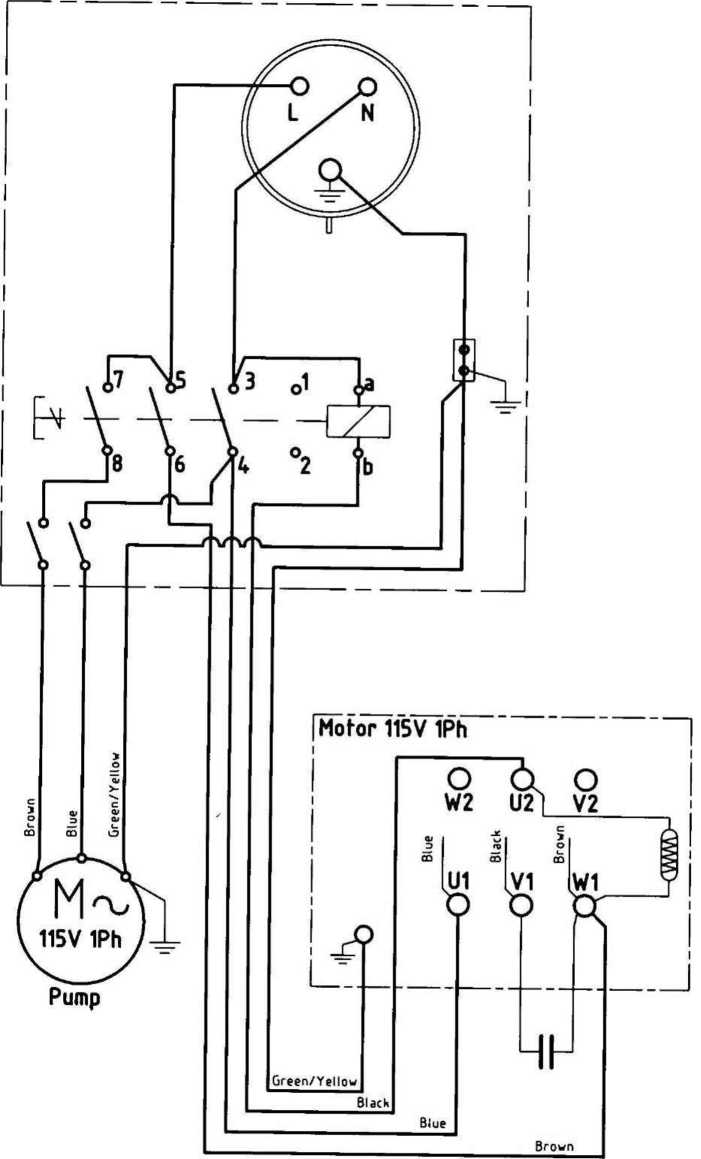 L N
7 5 3 1 a
8 6 4 2 b
Motor 115V 1Ph
W2 U2 V2
Blue Black Brown
U1 V1 W1
Brown Blue Green/Yellow
M
115V 1Ph
Pump
Green/Yellow
Black
Blue
Brown